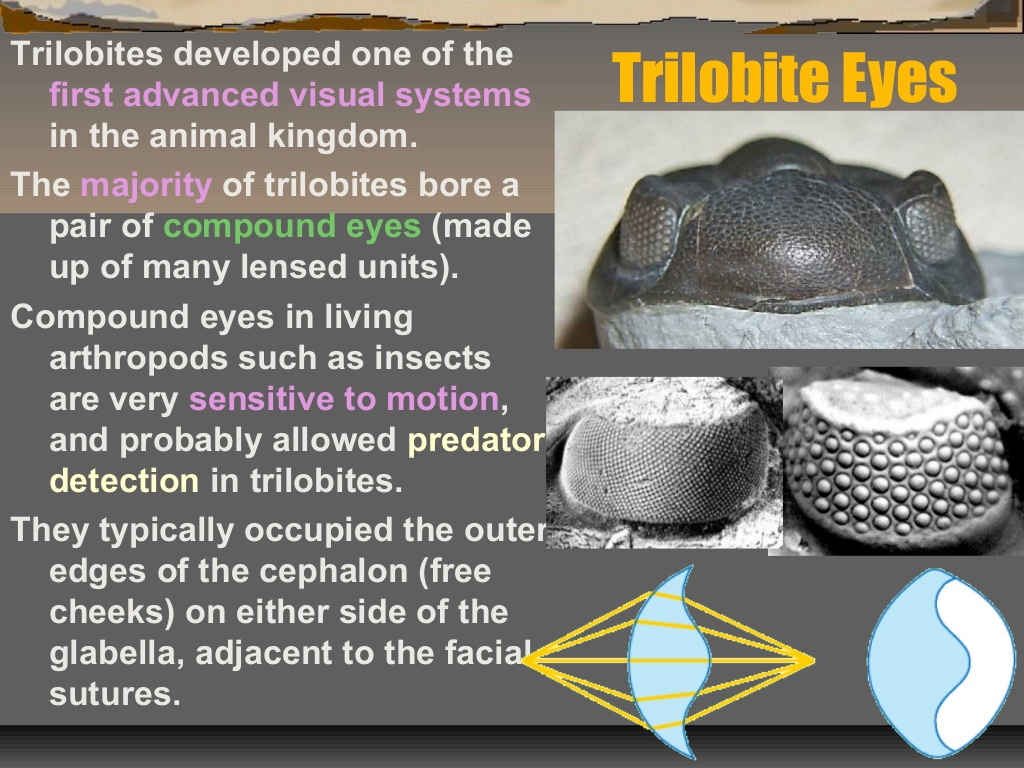 Trilobite Eyes
Trilobites developed one of the
first advanced visual systems
in the animal kingdom.
The majority of trilobites bore a
pair of compound eyes (made
up of many lensed units).
Compound eyes in living
arthropods such as insects
are very sensitive to motion,
and probably allowed predator
detection in trilobites.
They typically occupied the outer
edges of the cephalon (free
cheeks) on either side of the
glabella, adjacent to the facial
sutures.